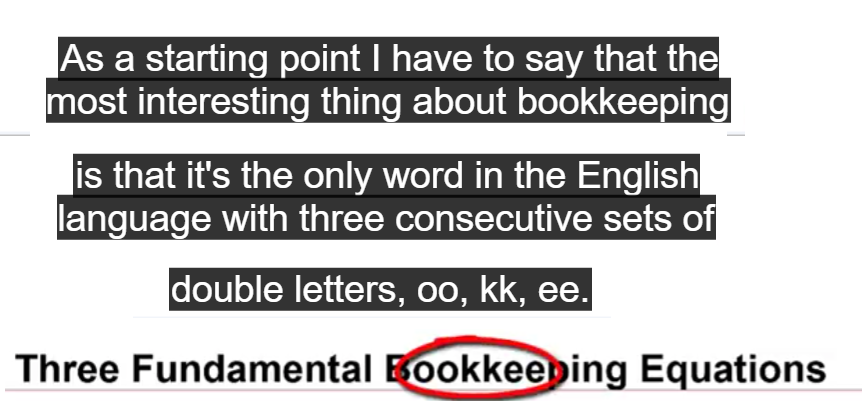 As a starting point I have to say that the
most interesting thing about bookkeeping
is that it's the only word in the English
language with three consecutive sets of
double letters, oo, kk, ee.
Three Fundamental Bookkeeping Equations